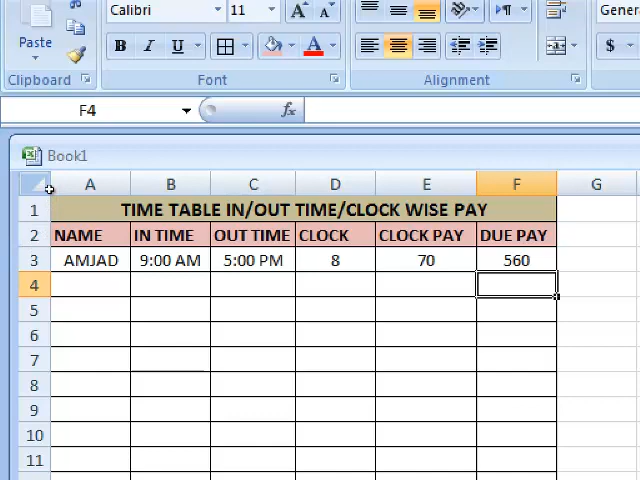 Calibri 11 A A Genera
Paste B I U A $
Clipboard Font Alignment
F4 fx
Book1
A B C D E F G
1 TIME TABLE IN/OUT TIME/CLOCK WISE PAY
2 NAME IN TIME OUT TIME CLOCK CLOCK PAY DUE PAY
3 AMJAD 9:00 AM 5:00 PM 8 70 560
4
5
6
7
8
9
10
11